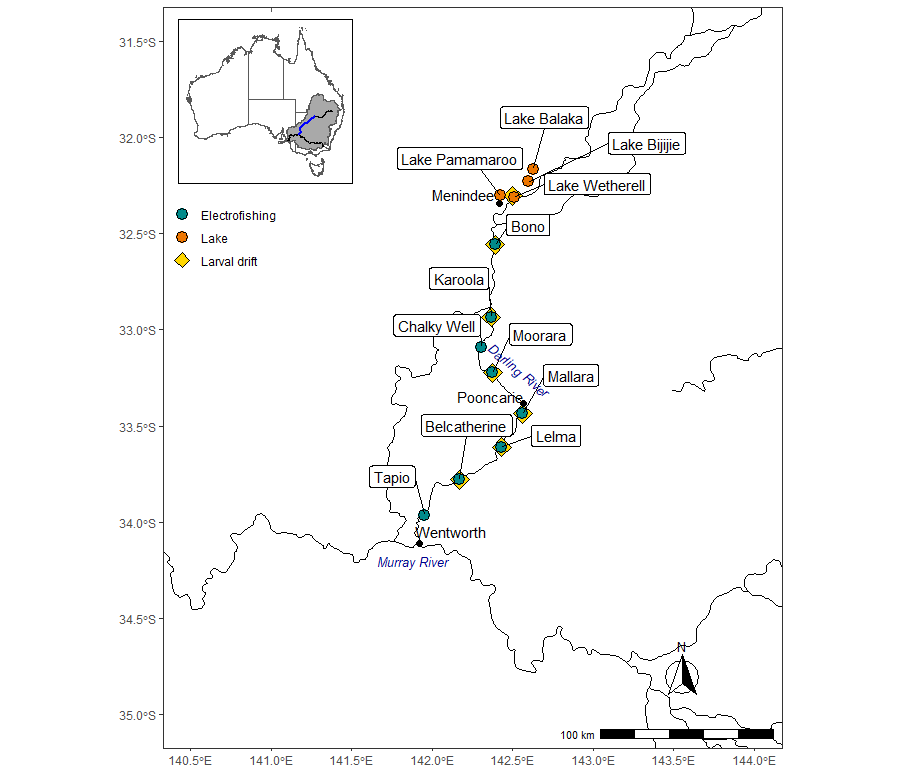 31.5°S
32.0°S
32.5°S
33.0°S
33.5°S
34.0°S
34.5°S
35.0°S
Electrofishing
Lake
Larval drift
Lake Balaka
Lake Bijijie
Lake Pamamaroo
Lake Wetherell
Menindee
Bono
Karoola
Chalky Well
Moorara
Darling River
Mallara
Pooncarie
Belcatherine
Lelma
Tapio
Wentworth
Murray River
N
100 km
140.5°E
141.0°E
141.5°E
142.0°E
142.5°E
143.0°E
143.5°E
144.0°E